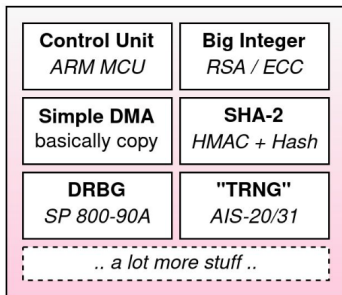 Control Unit
ARM MCU
Big Integer
RSA / ECC
Simple DMA
basically copy
SHA-2
HMAC + Hash
DRBG
SP 800-90A
"TRNG"
AIS-20/31
.. a lot more stuff ..